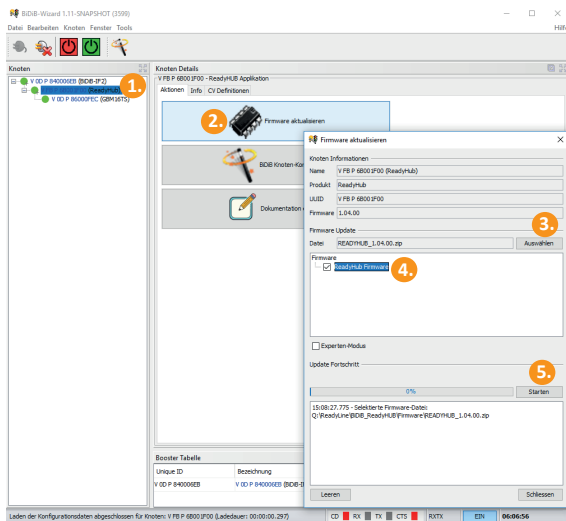 BiDiB-Wizard 1.11-SNAPSHOT (3599)
Datei Bearbeiten Knoten Fenster Tools
Hilfe
Knoten
V 0D P 840006EB (BiDiB-IF2)
(ReadyHub)
V 0D P 86000FEC (GBM16TS)
1.
Knoten Details
V FB P 6B001F00 - ReadyHUB Applikation
Aktionen Info CV Definitionen
2.
Firmware aktualisieren
BiDiB Knoten-Kon
Dokumentation
Firmware aktualisieren
Knoten Informationen
Name V FB P 6B001F00 (ReadyHub)
Produkt ReadyHub
UUID V FB P 6B001F00
Firmware 1.04.00
3.
Firmware Update
Datei READYHUB_1.04.00.zip Auswählen
Firmware
ReadyHub Firmware
4.
Experten-Modus
Update Fortschritt
5.
0% Starten
15:08:27.775 - Selektierte Firmware-Datei:
Q:\ReadyLine\BiDiB_ReadyHUB\Firmware\READYHUB_1.04.00.zip
Leeren Schliessen
Booster Tabelle
Unique ID Bezeichnung
V 0D P 840006EB V 0D P 840006EB (BiDiB-I
Laden der Konfigurationsdaten abgeschlossen für Knoten: V FB P 6B001F00 (Ladedauer: 00:00:00.297) CD RX TX CTS RXTX EIN 06:06:56